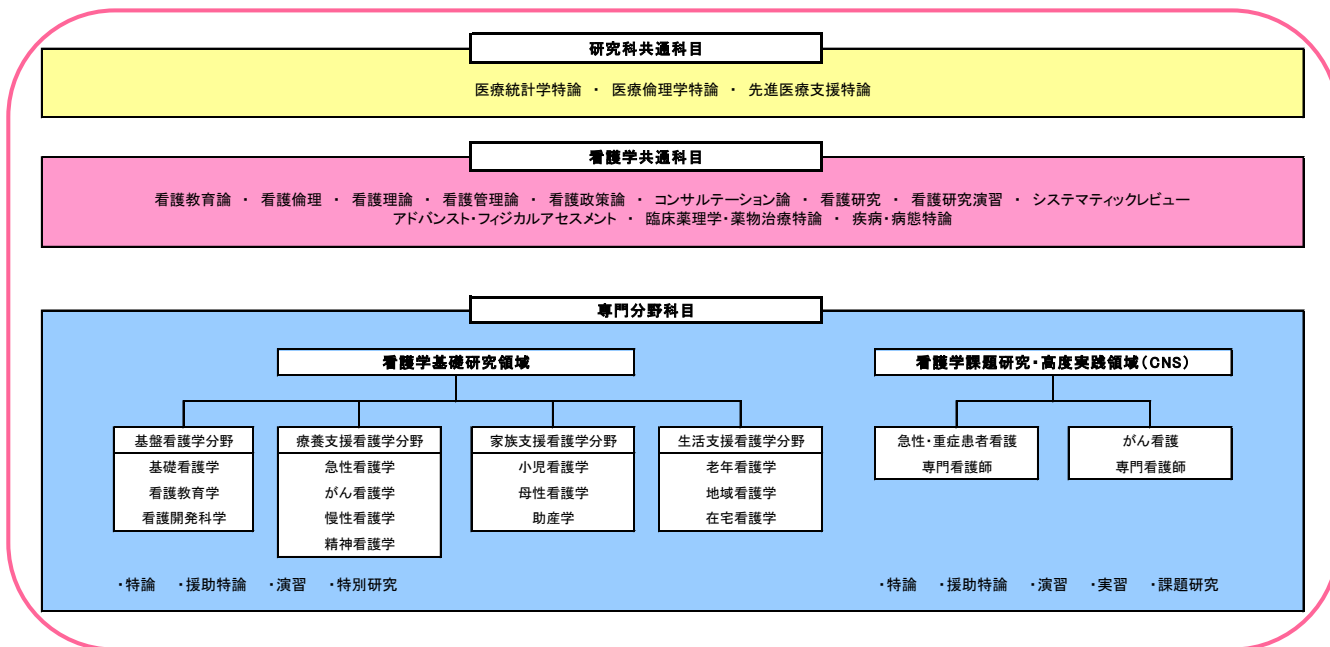 研究科共通科目
医療統計学特論 ・ 医療倫理学特論 ・ 先進医療支援特論
看護学共通科目
看護教育論 ・ 看護倫理 ・ 看護理論 ・ 看護管理論 ・ 看護政策論 ・ コンサルテーション論 ・ 看護研究 ・ 看護研究演習 ・ システマティックレビュー
アドバンスト・フィジカルアセスメント ・ 臨床薬理学・薬物治療特論 ・ 疾病・病態特論
専門分野科目
看護学基礎研究領域
基盤看護学分野
基礎看護学
看護教育学
看護開発科学
療養支援看護学分野
急性看護学
がん看護学
慢性看護学
精神看護学
家族支援看護学分野
小児看護学
母性看護学
助産学
生活支援看護学分野
老年看護学
地域看護学
在宅看護学
・特論 ・援助特論 ・演習 ・特別研究
看護学課題研究・高度実践領域(CNS)
急性・重症患者看護
専門看護師
がん看護
専門看護師
・特論 ・援助特論 ・演習 ・実習 ・課題研究